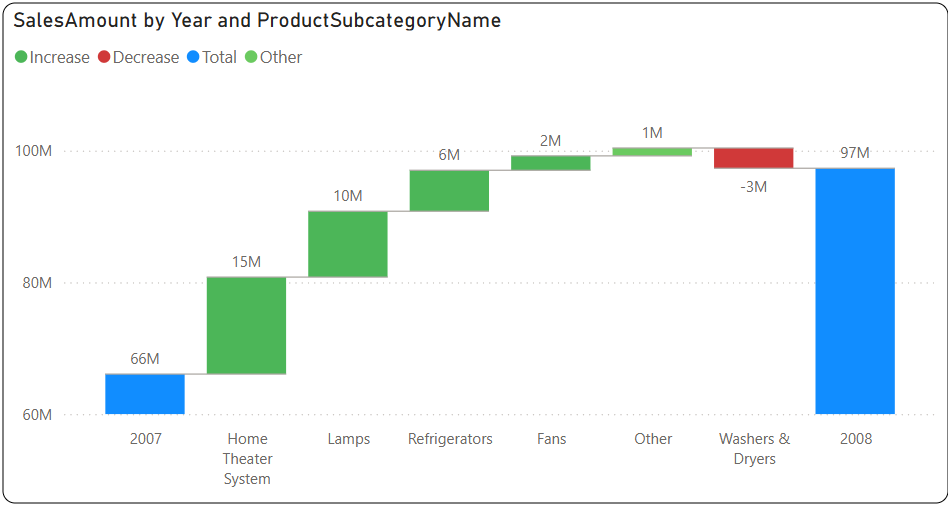 SalesAmount by Year and ProductSubcategoryName
Increase Decrease Total Other
100M
80M
60M
66M
15M
10M
6M
2M
1M
-3M
97M
2007
Home
Theater
System
Lamps
Refrigerators
Fans
Other
Washers &
Dryers
2008